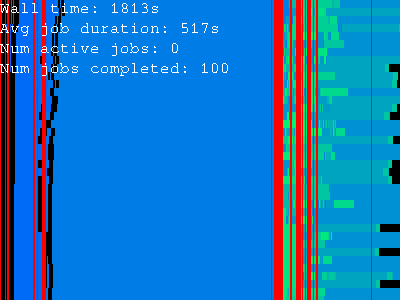 Wall time: 1813s
Avg job duration: 517s
Num active jobs: 0
Num jobs completed: 100